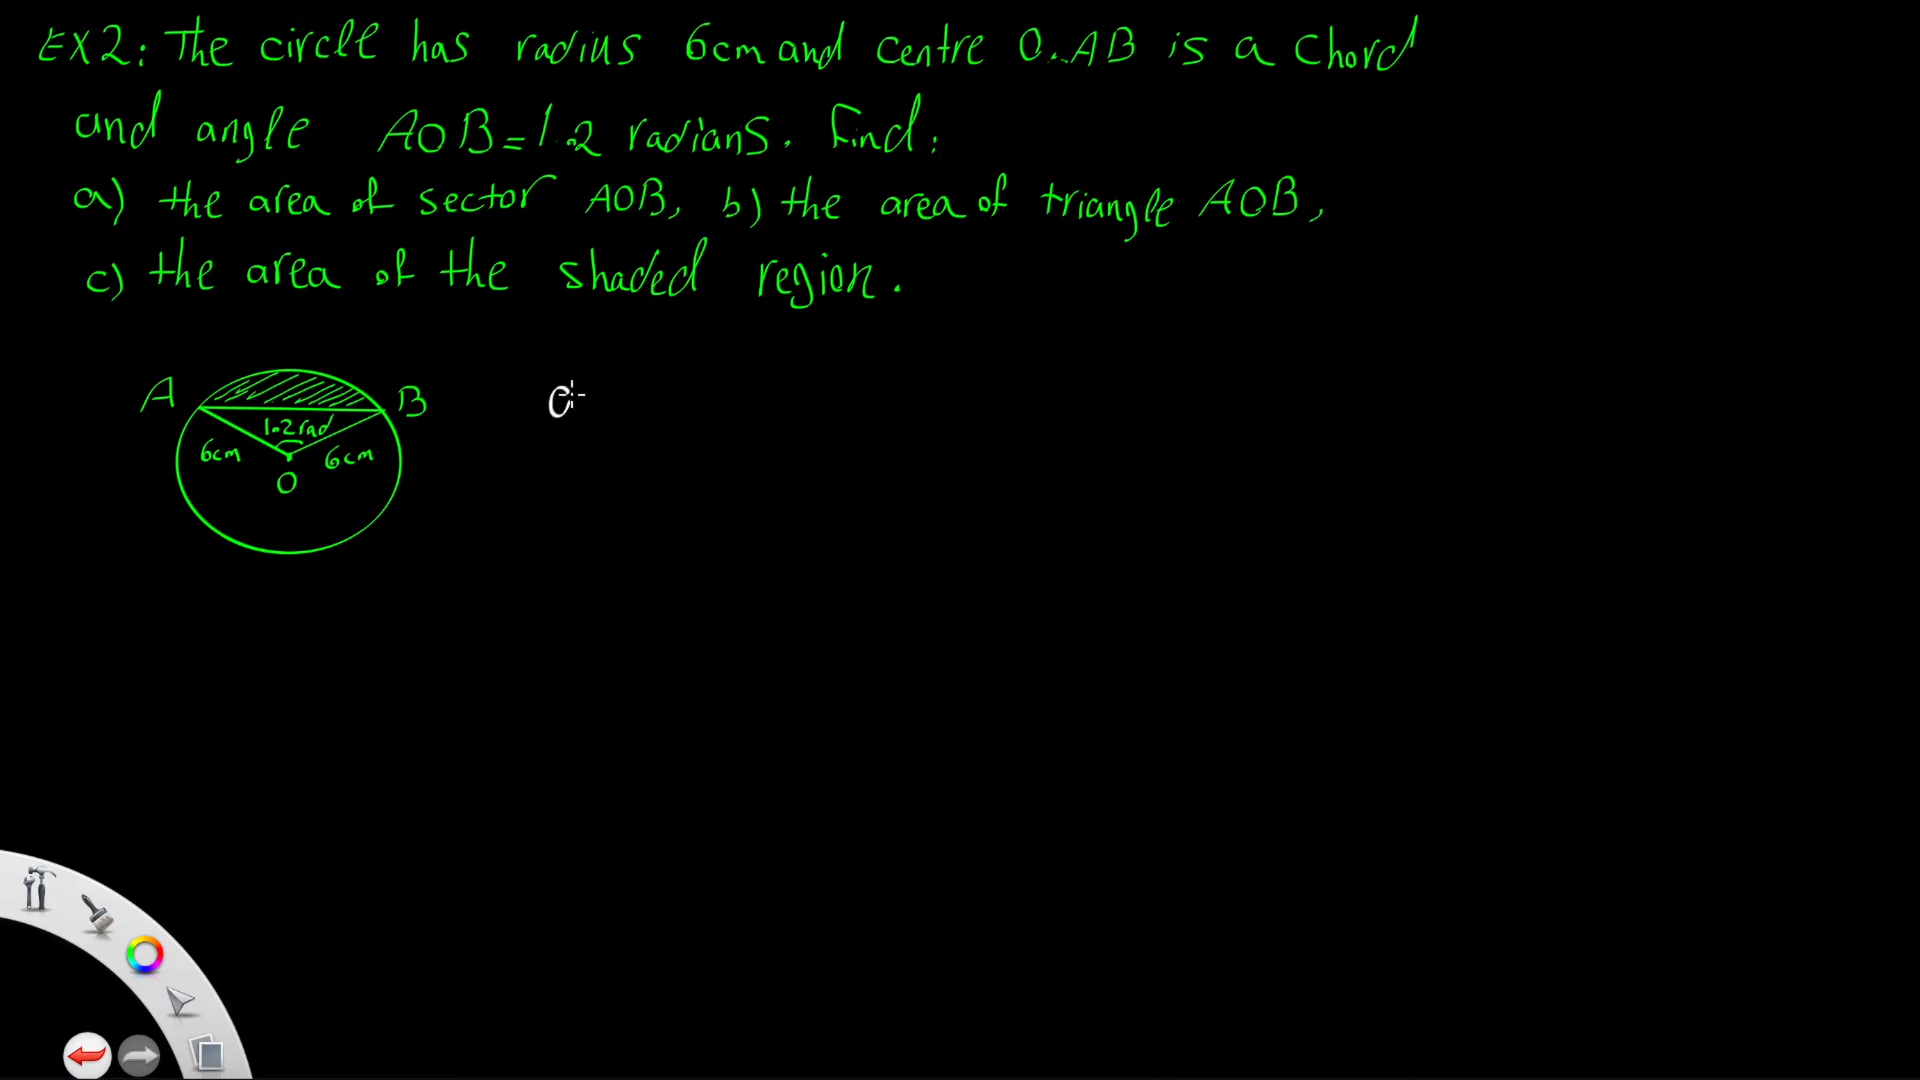 EX2: The circle has radius 6cm and centre O. AB is a chord
and angle AOB=1.2 radians. Find:
a) the area of sector AOB, b) the area of triangle AOB,
c) the area of the shaded region.
A B
1.2 rad
6cm 6cm
O